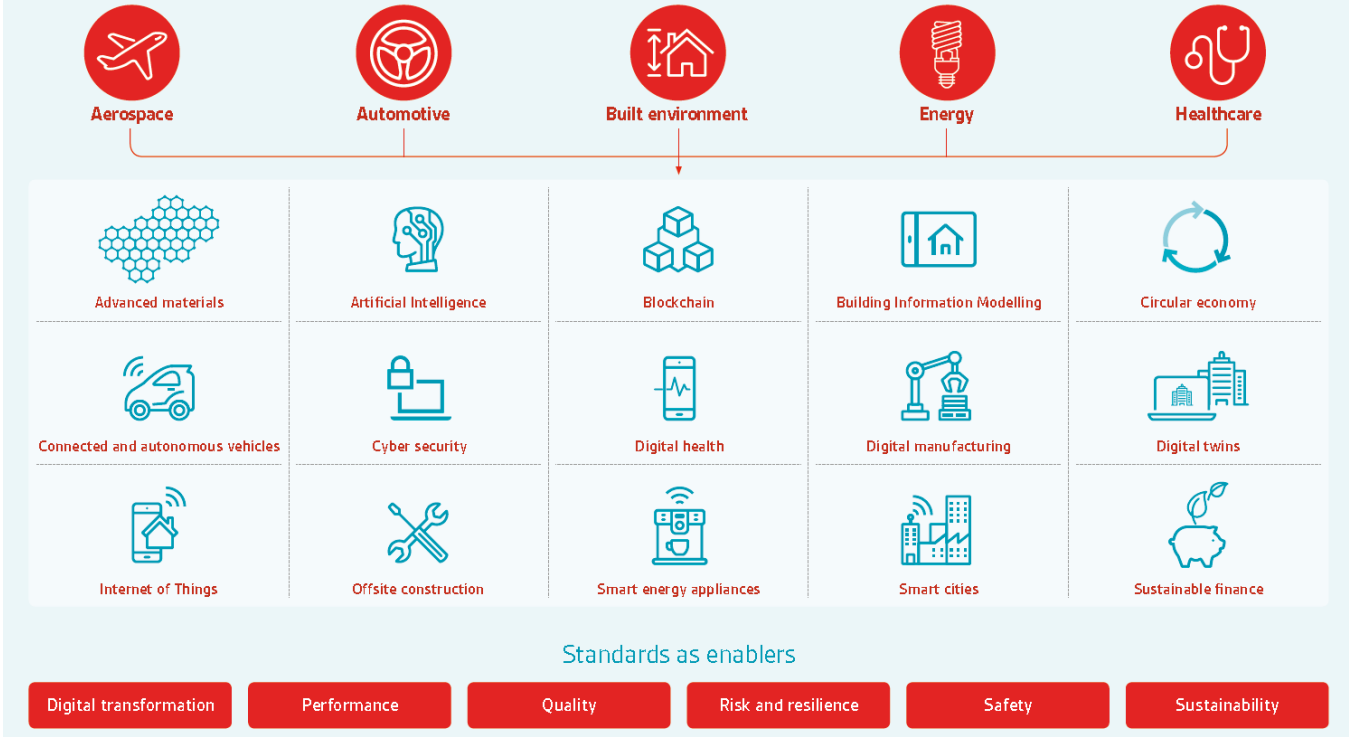 Aerospace
Automotive
Built environment
Energy
Healthcare
Advanced materials
Artificial Intelligence
Blockchain
Building Information Modelling
Circular economy
Connected and autonomous vehicles
Cyber security
Digital health
Digital manufacturing
Digital twins
Internet of Things
Offsite construction
Smart energy appliances
Smart cities
Sustainable finance
Standards as enablers
Digital transformation
Performance
Quality
Risk and resilience
Safety
Sustainability